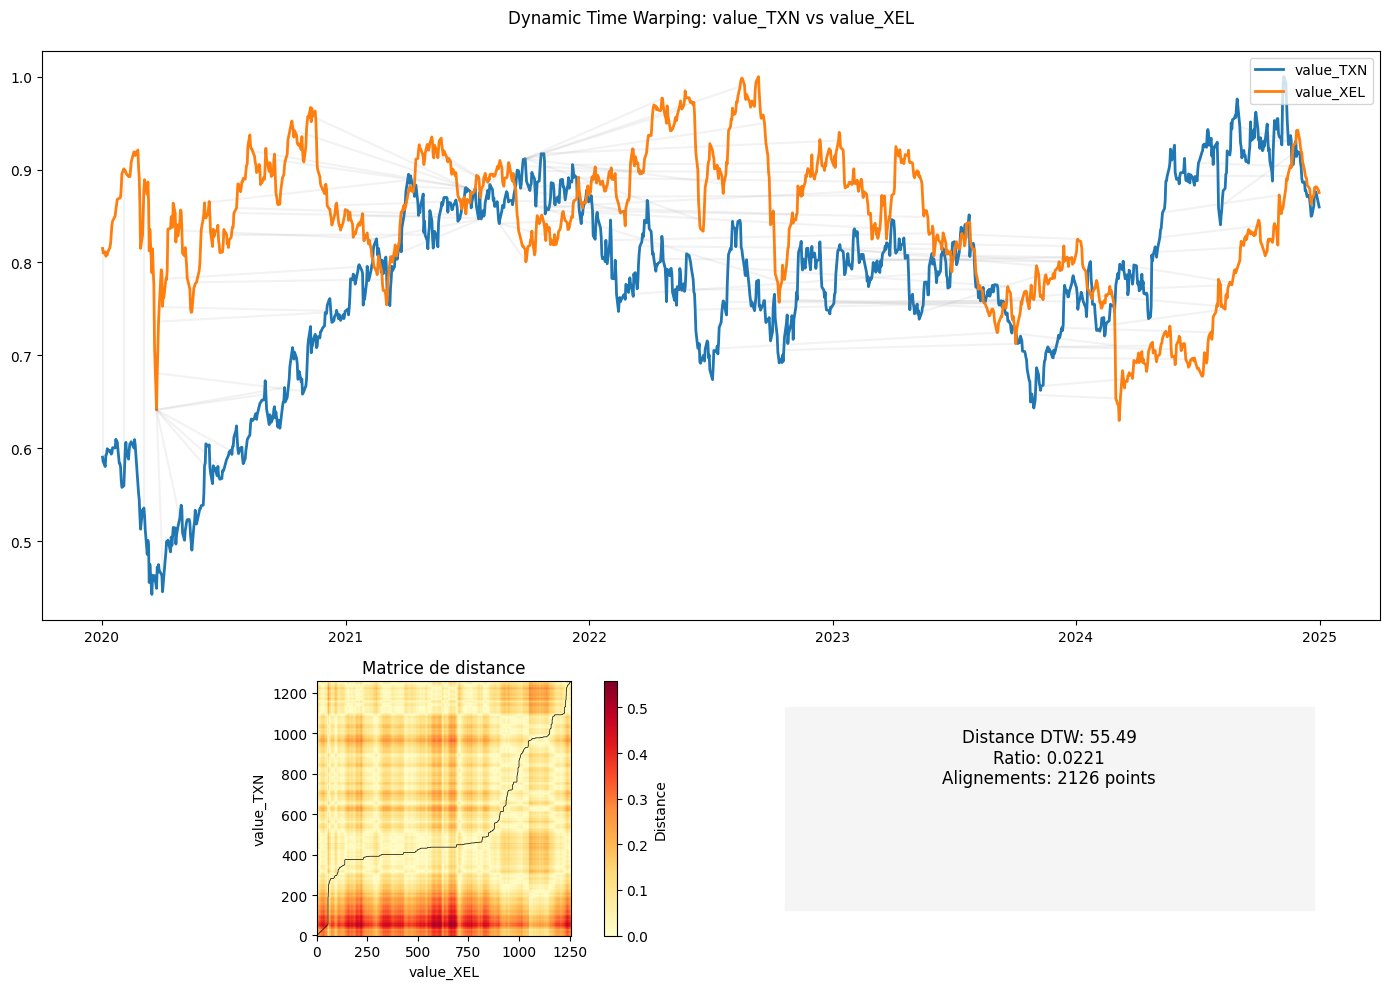 Dynamic Time Warping: value_TXN vs value_XEL
value_TXN
value_XEL
1.0
0.9
0.8
0.7
0.6
0.5
2020 2021 2022 2023 2024 2025
Matrice de distance
1200
1000
800
600
400
200
0
value_TXN
0 250 500 750 1000 1250
value_XEL
0.5
0.4
0.3
0.2
0.1
0.0
Distance
Distance DTW: 55.49
Ratio: 0.0221
Alignements: 2126 points